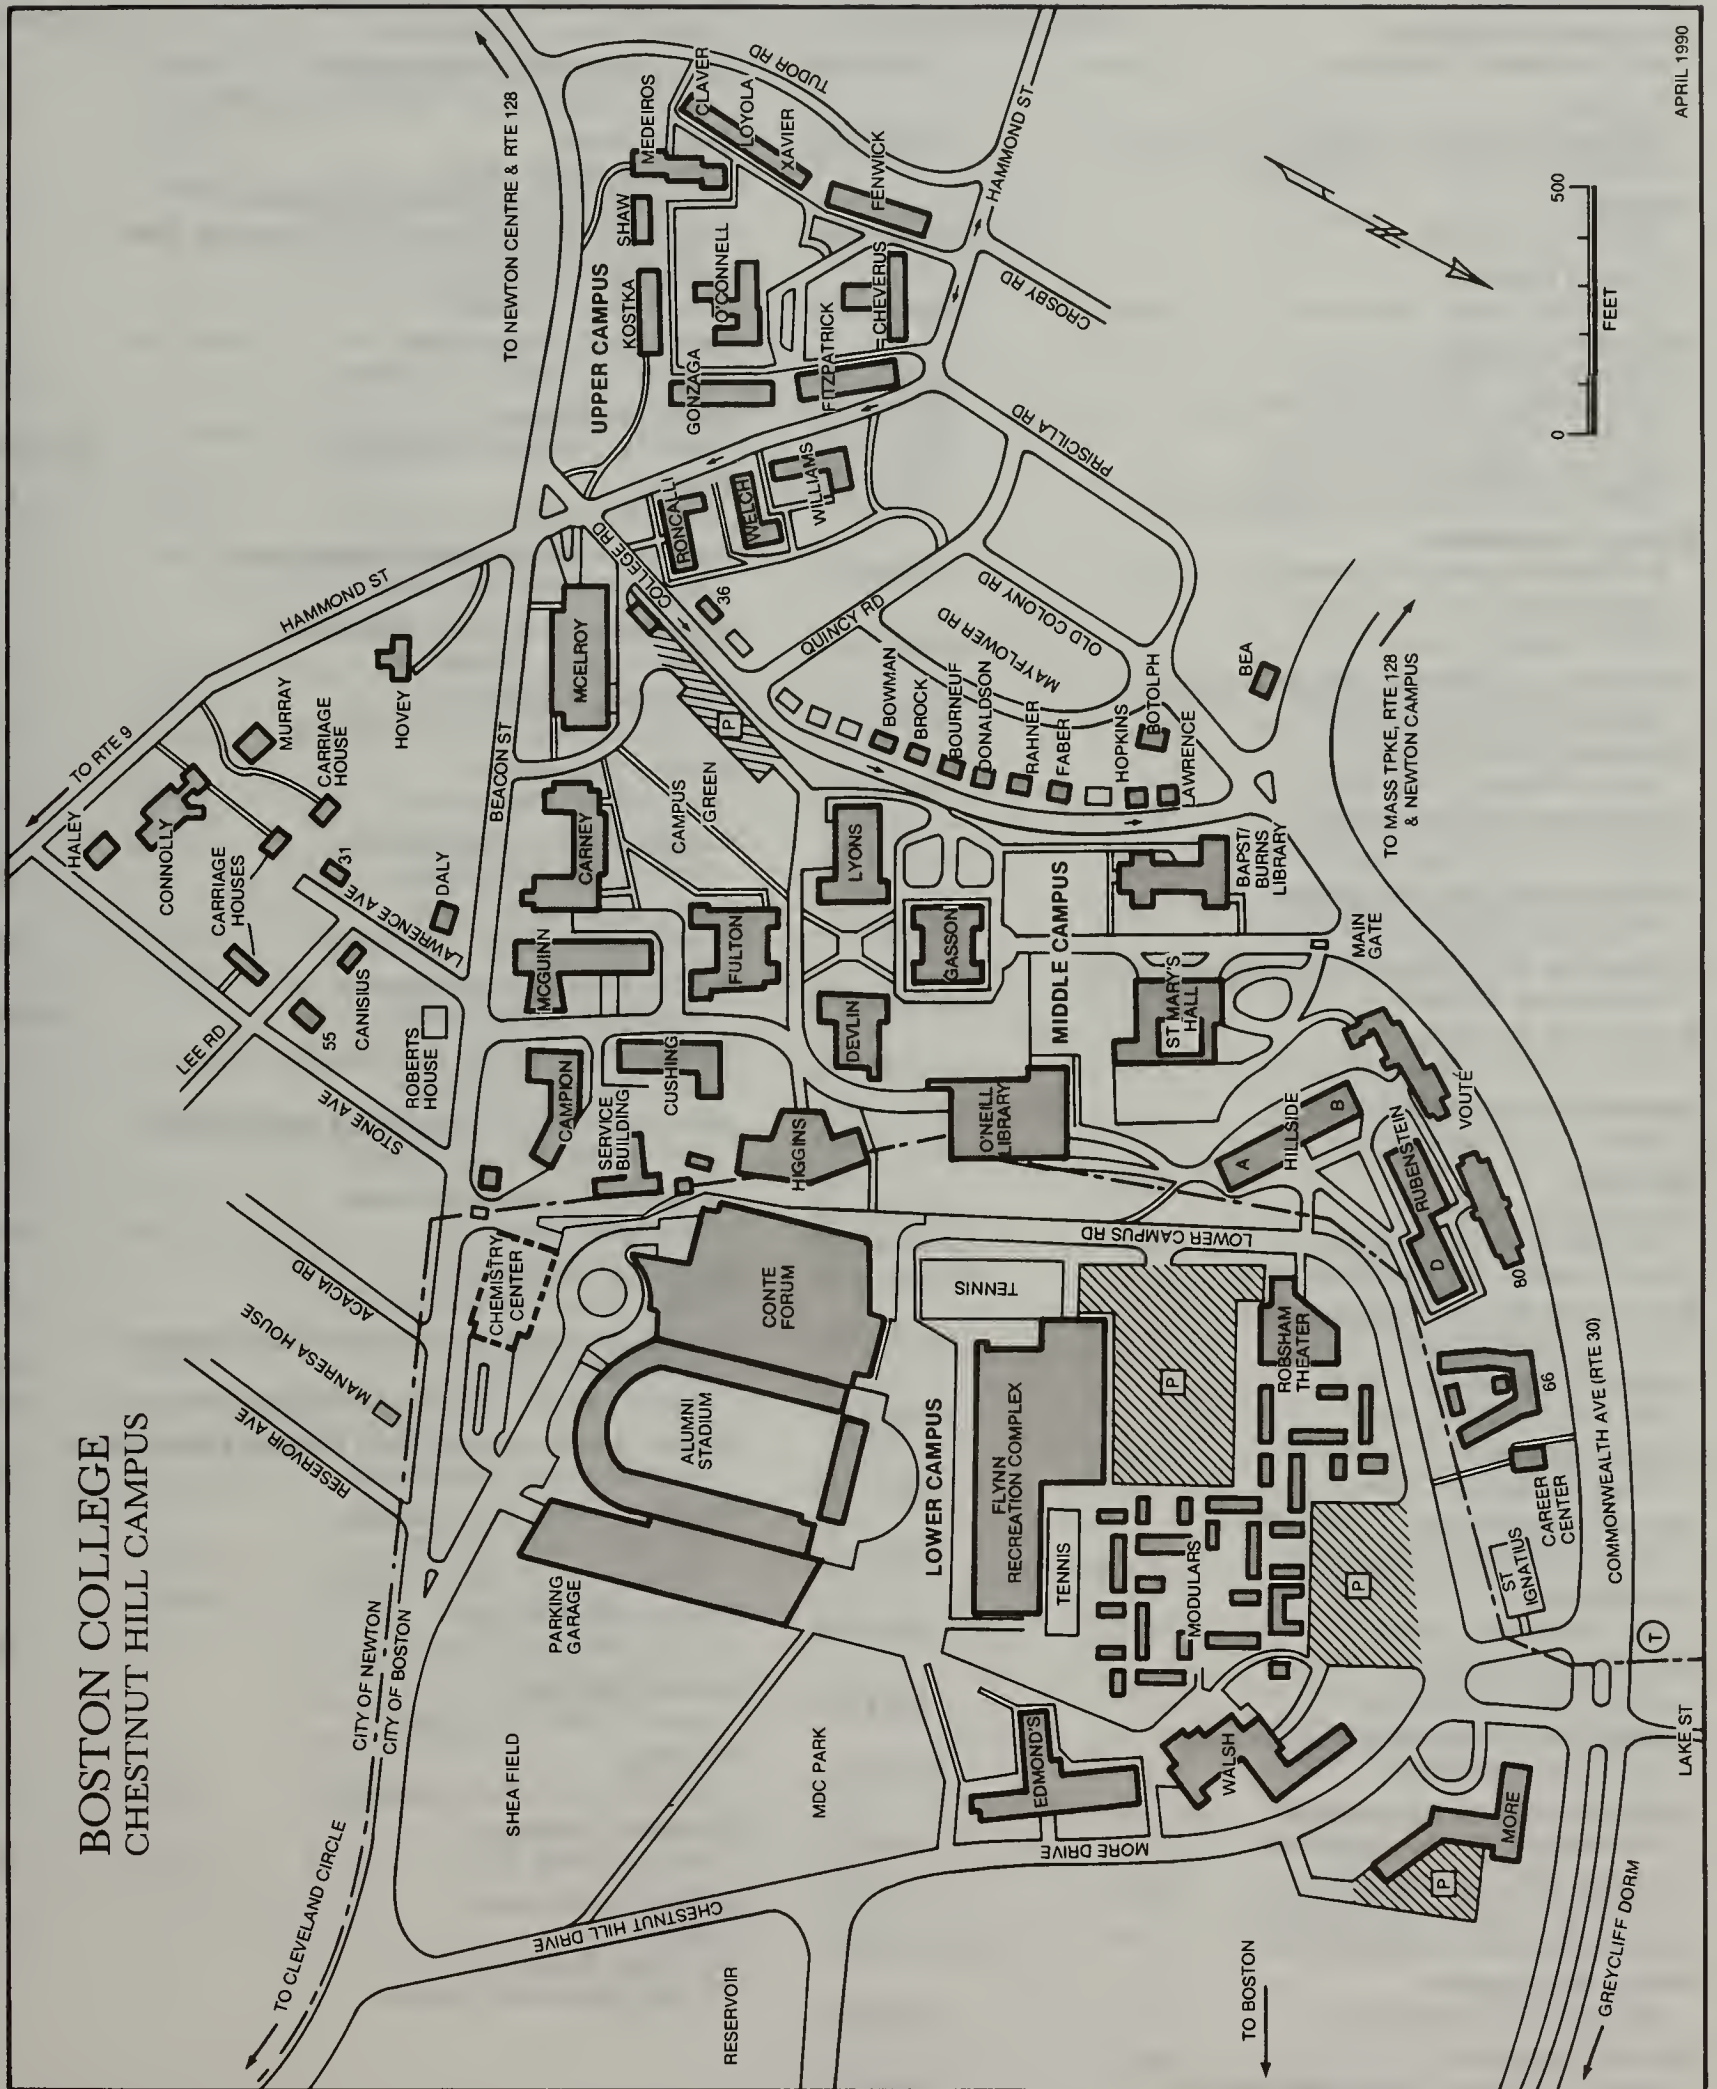 BOSTON COLLEGE
CHESTNUT HILL CAMPUS
APRIL 1990
TO NEWTON CENTRE & RTE 128
TUDOR RD
HAMMOND ST
CROSBY RD
UPPER CAMPUS
MEDEIROS
CLAVER
LOYOLA
XAVIER
FENWICK
SHAW
KOSTKA
O'CONNELL
CHEVERUS
GONZAGA
FITZPATRICK
0
500
FEET
PRISCILLA RD
HAMMOND ST
TO RTE 9
COLLEGE RD
RONCALLI
WELCH
WILLIAMS
36
QUINCY RD
MAYFLOWER RD
OLD COLONY RD
HALEY
CONNOLLY
MURRAY
CARRIAGE
HOUSE
HOVEY
CARRIAGE
HOUSES
31
DALY
LAWRENCE AVE
BEACON ST
MCELROY
P
CAMPUS
GREEN
BOWMAN
BROCK
BOURNEUF
DONALDSON
RAHNER
FABER
HOPKINS
BOTOLPH
LAWRENCE
BEA
TO MASS TPKE, RTE 128
& NEWTON CAMPUS
CARNEY
LYONS
MCGUINN
FULTON
GASSON
MIDDLE CAMPUS
BAPST/
BURNS
LIBRARY
MAIN
GATE
LEE RD
55
CANISIUS
ROBERTS
HOUSE
STONE AVE
CAMPION
CUSHING
SERVICE
BUILDING
DEVLIN
HIGGINS
O'NEILL
LIBRARY
ST MARY'S
HALL
A
HILLSIDE
B
VOUTÉ
RUBENSTEIN
D
80
ACACIA RD
MANRESA HOUSE
RESERVOIR AVE
CHEMISTRY
CENTER
CONTE
FORUM
ALUMNI
STADIUM
LOWER CAMPUS RD
TENNIS
LOWER CAMPUS
FLYNN
RECREATION COMPLEX
P
ROBSHAM
THEATER
66
CAREER
CENTER
ST
IGNATIUS
COMMONWEALTH AVE (RTE 30)
PARKING
GARAGE
TENNIS
MODULARS
P
T
CITY OF NEWTON
CITY OF BOSTON
SHEA FIELD
MDC PARK
EDMOND'S
WALSH
MORE
P
LAKE ST
MORE DRIVE
CHESTNUT HILL DRIVE
TO CLEVELAND CIRCLE
RESERVOIR
TO BOSTON
GREYCLIFF DORM